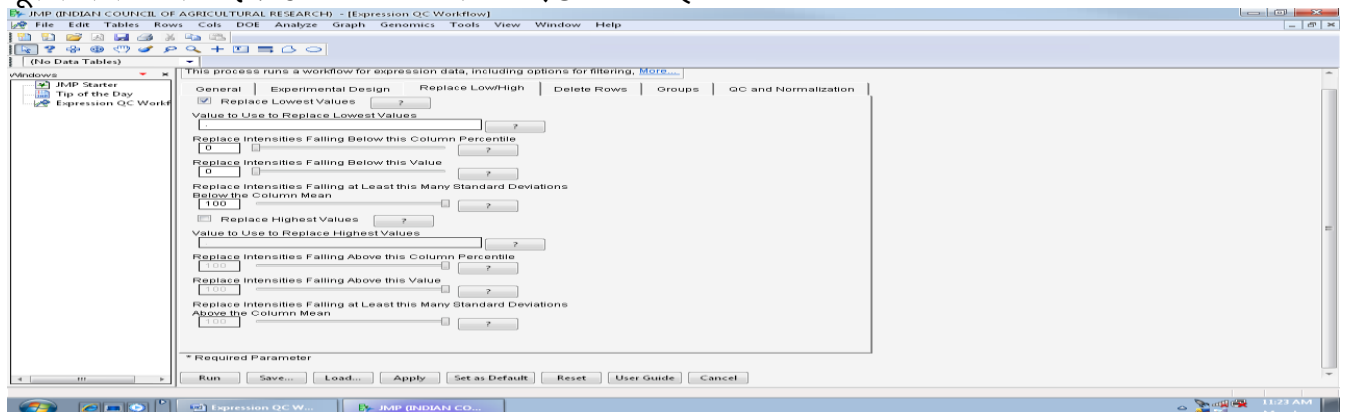 JMP (INDIAN COUNCIL OF AGRICULTURAL RESEARCH) - [Expression QC Workflow]
File Edit Tables Rows Cols DOE Analyze Graph Genomics Tools View Window Help
(No Data Tables)
Windows
JMP Starter
Tip of the Day
Expression QC Workf
This process runs a workflow for expression data, including options for filtering, More...
General Experimental Design Replace Low/High Delete Rows Groups QC and Normalization
Replace Lowest Values ?
Value to Use to Replace Lowest Values
. ?
Replace Intensities Falling Below this Column Percentile
0 ?
Replace Intensities Falling Below this Value
0 ?
Replace Intensities Falling at Least this Many Standard Deviations
Below the Column Mean
100 ?
Replace Highest Values ?
Value to Use to Replace Highest Values
?
Replace Intensities Falling Above this Column Percentile
100 ?
Replace Intensities Falling Above this Value
100 ?
Replace Intensities Falling at Least this Many Standard Deviations
Above the Column Mean
100 ?
* Required Parameter
Run Save... Load... Apply Set as Default Reset User Guide Cancel
Expression QC W... JMP (INDIAN CO... 11:23 AM